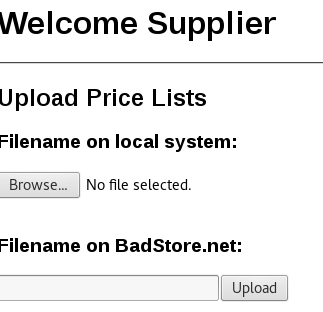 Welcome Supplier
Upload Price Lists
Filename on local system:
Browse... No file selected.
Filename on BadStore.net:
Upload